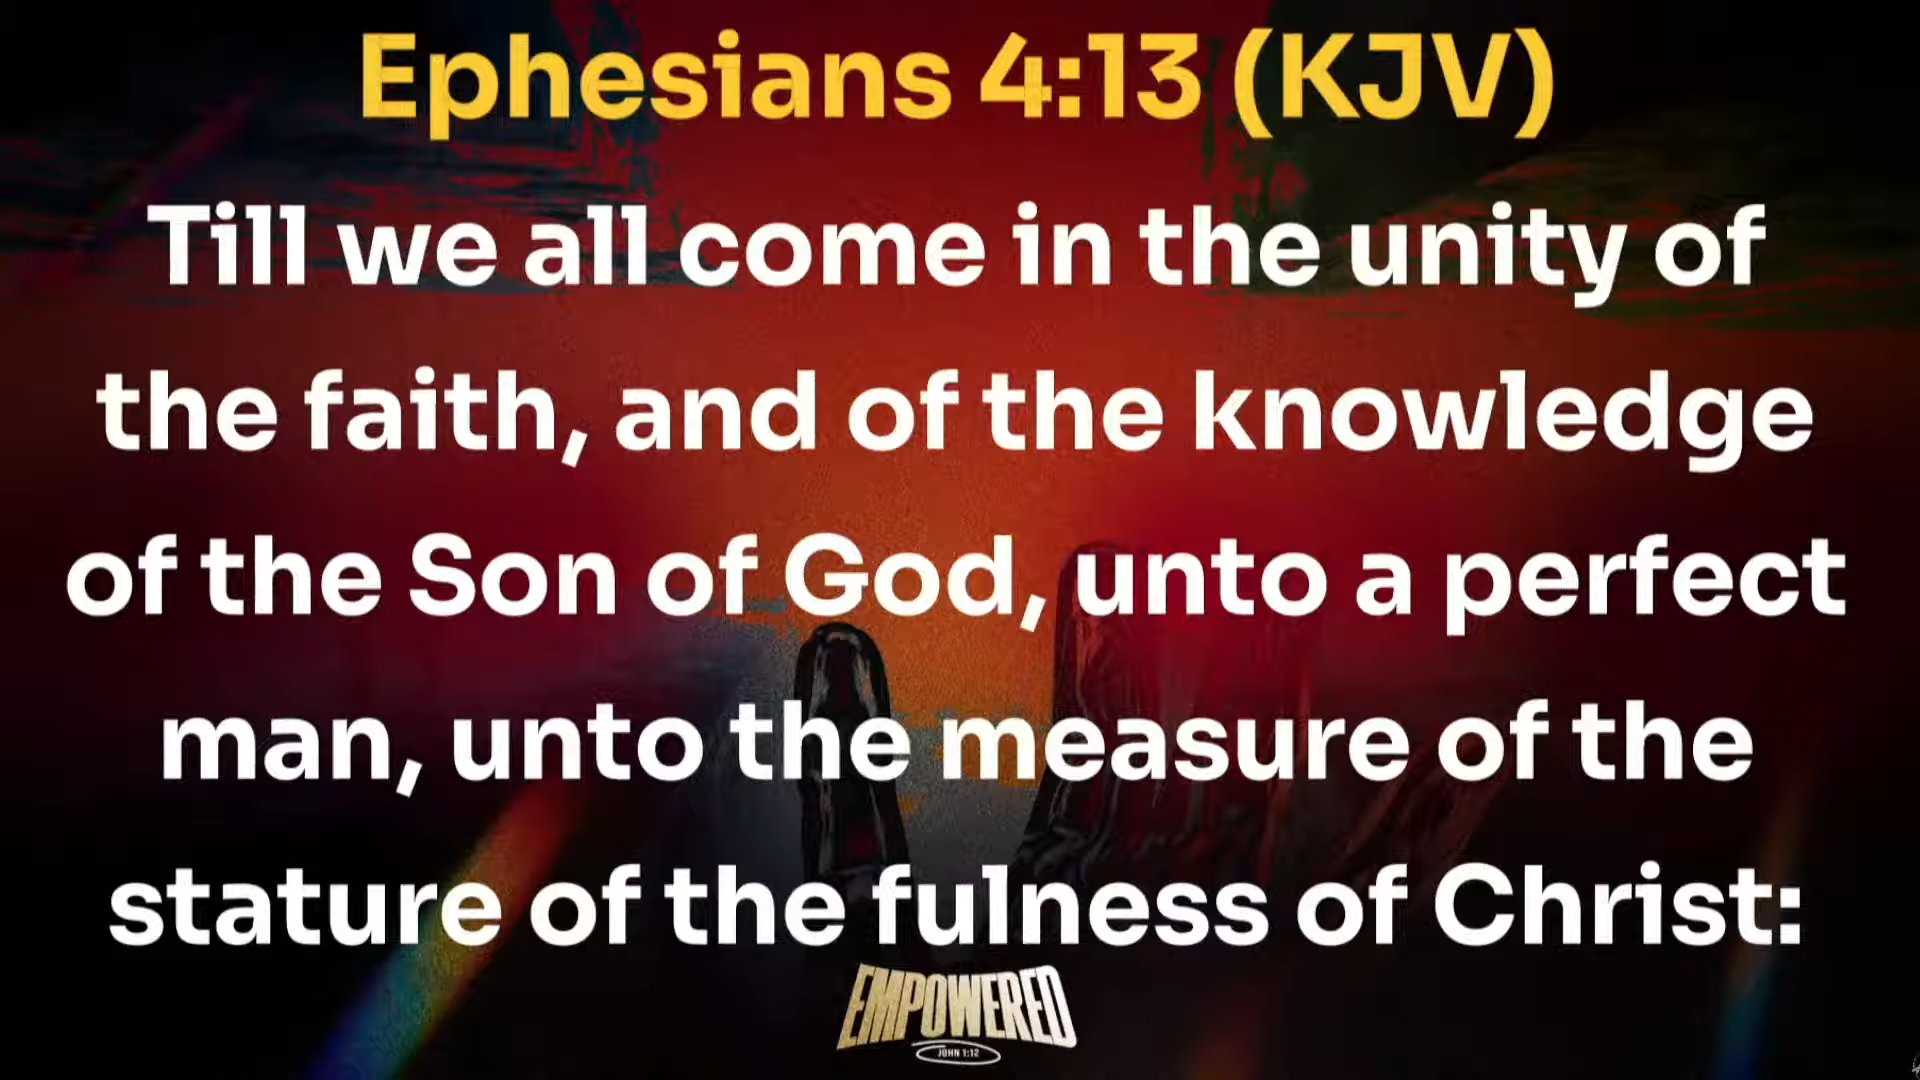 Ephesians 4:13 (KJV)
Till we all come in the unity of
the faith, and of the knowledge
of the Son of God, unto a perfect
man, unto the measure of the
stature of the fulness of Christ:
EMPOWERED
JOHN 1:12